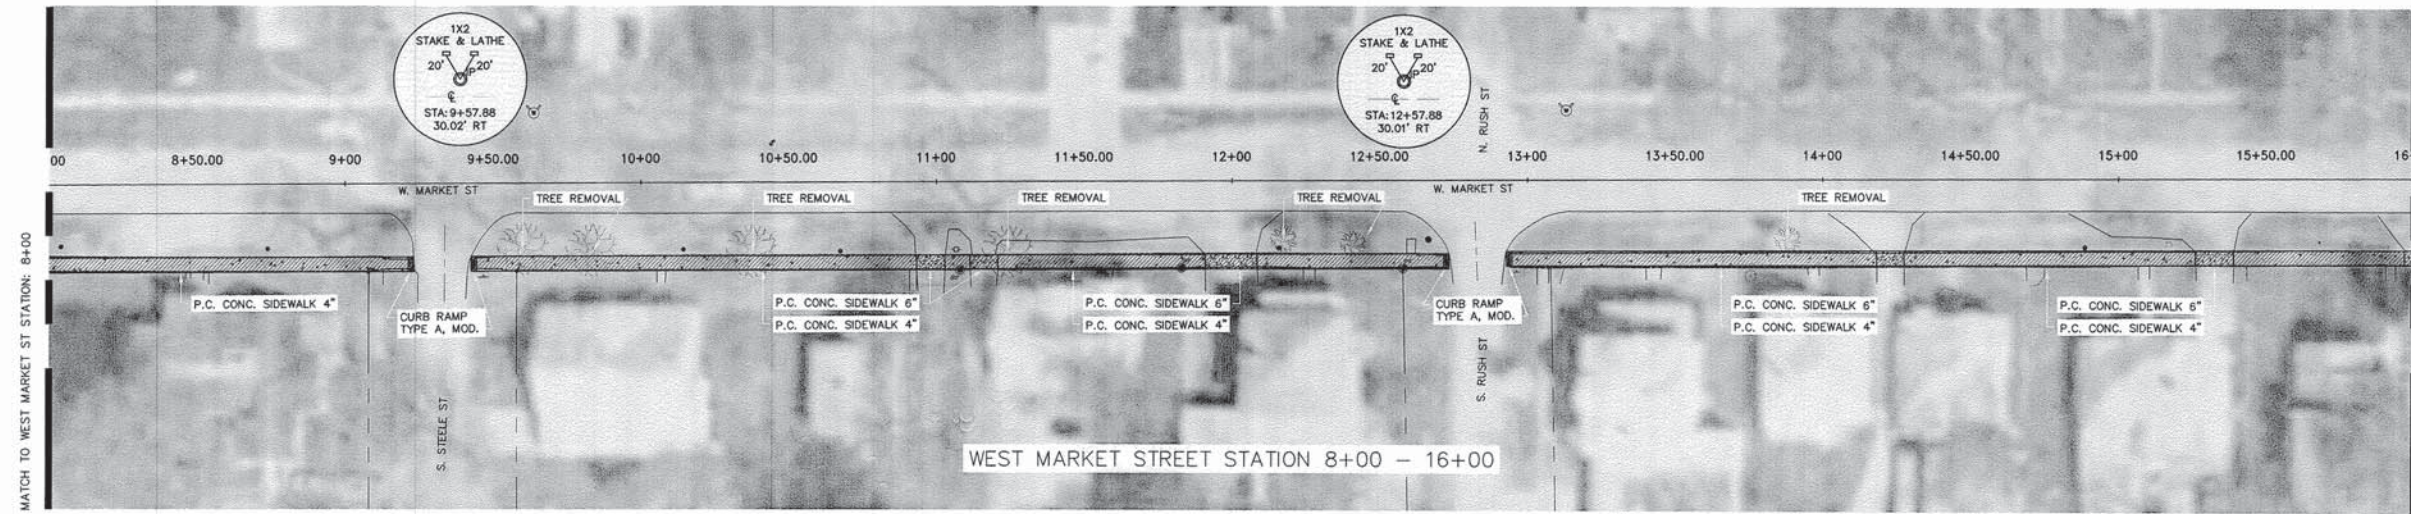 1X2
STAKE & LATHE
20' P 20'
℄
STA: 9+57.88
30.02' RT
1X2
STAKE & LATHE
20' P 20'
℄
STA: 12+57.88
30.01' RT
N. RUSH ST
00 8+50.00 9+00 9+50.00 10+00 10+50.00 11+00 11+50.00 12+00 12+50.00 13+00 13+50.00 14+00 14+50.00 15+00 15+50.00 16
W. MARKET ST
W. MARKET ST
TREE REMOVAL
TREE REMOVAL
TREE REMOVAL
TREE REMOVAL
TREE REMOVAL
MATCH TO WEST MARKET ST STATION: 8+00
P.C. CONC. SIDEWALK 4"
CURB RAMP
TYPE A, MOD.
P.C. CONC. SIDEWALK 6"
P.C. CONC. SIDEWALK 4"
P.C. CONC. SIDEWALK 6"
P.C. CONC. SIDEWALK 4"
CURB RAMP
TYPE A, MOD.
P.C. CONC. SIDEWALK 6"
P.C. CONC. SIDEWALK 4"
P.C. CONC. SIDEWALK 6"
P.C. CONC. SIDEWALK 4"
S. STEELE ST
S. RUSH ST
WEST MARKET STREET STATION 8+00 - 16+00